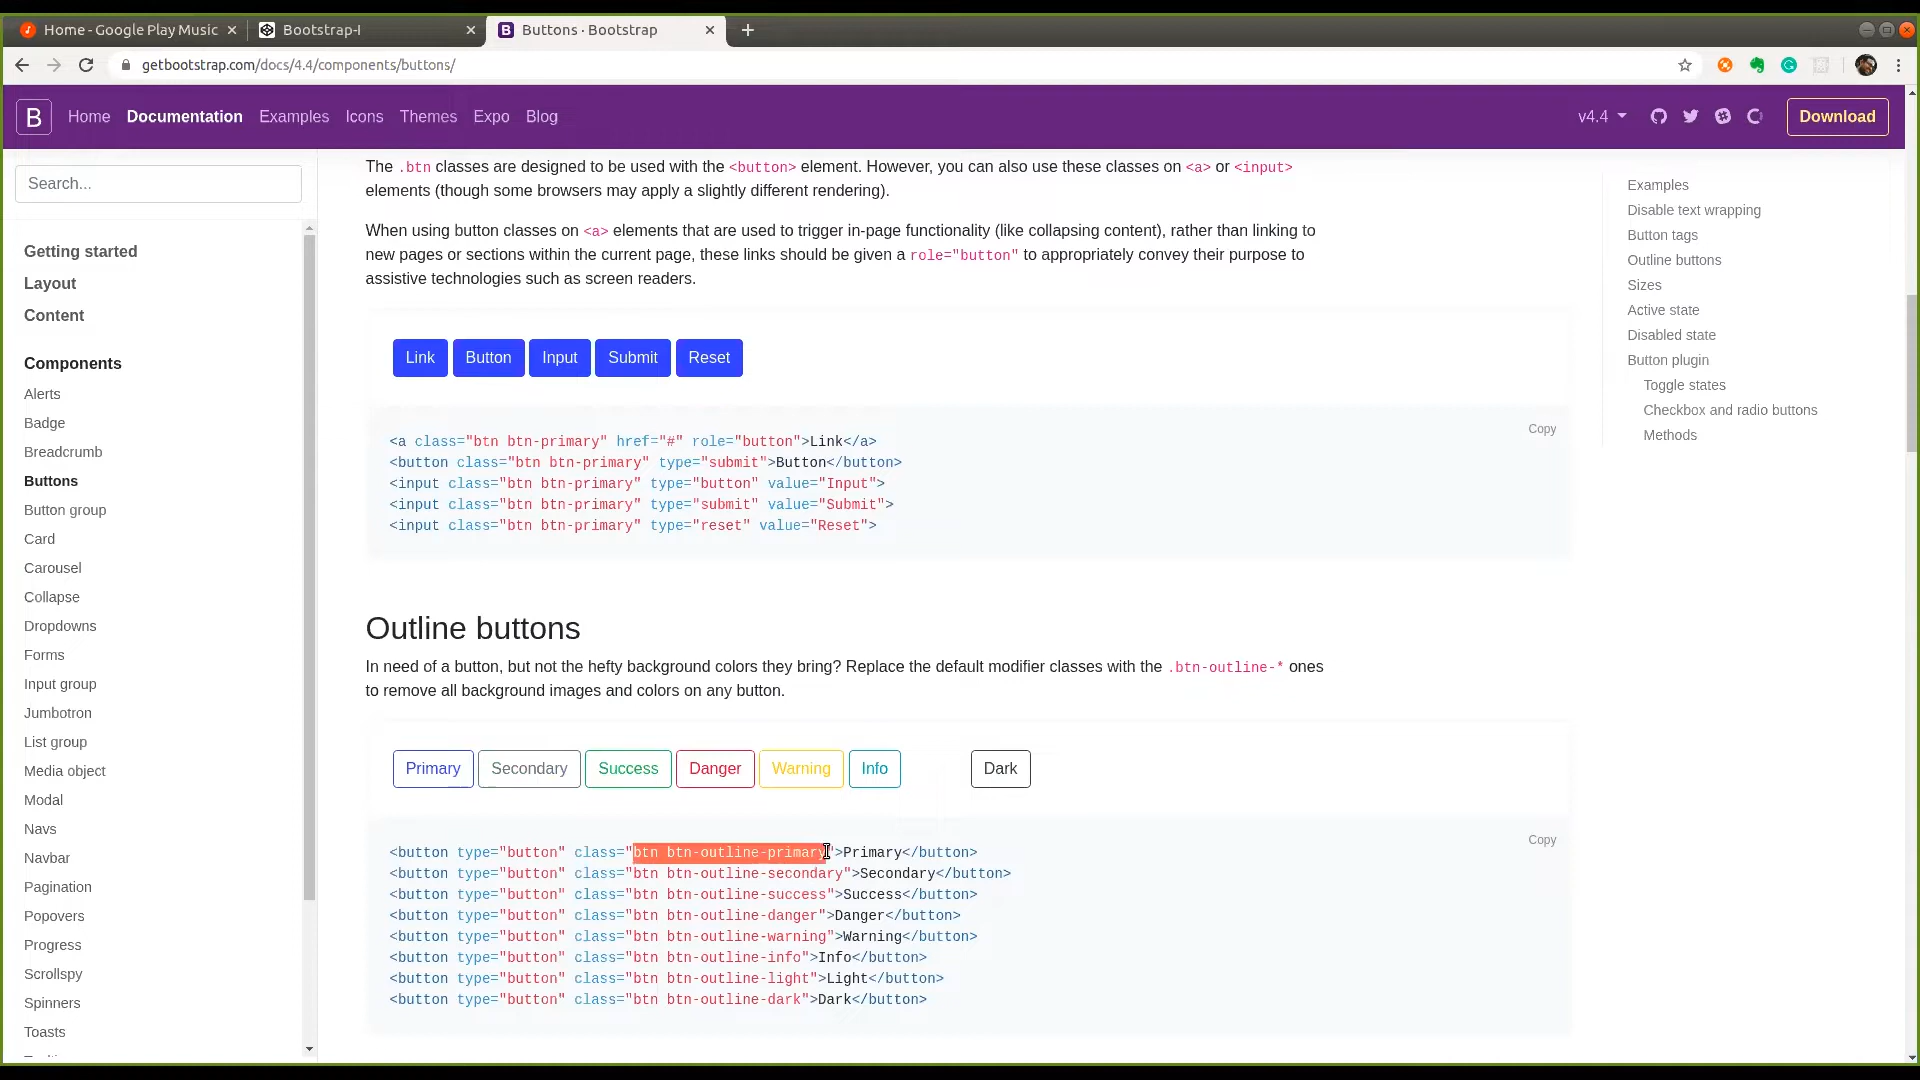 Home - Google Play Music
Bootstrap-I
B Buttons · Bootstrap
getbootstrap.com/docs/4.4/components/buttons/
B Home Documentation Examples Icons Themes Expo Blog v4.4 Download
Search...
Getting started
Layout
Content
Components
Alerts
Badge
Breadcrumb
Buttons
Button group
Card
Carousel
Collapse
Dropdowns
Forms
Input group
Jumbotron
List group
Media object
Modal
Navs
Navbar
Pagination
Popovers
Progress
Scrollspy
Spinners
Toasts
The .btn classes are designed to be used with the <button> element. However, you can also use these classes on <a> or <input>
elements (though some browsers may apply a slightly different rendering).
When using button classes on <a> elements that are used to trigger in-page functionality (like collapsing content), rather than linking to
new pages or sections within the current page, these links should be given a role="button" to appropriately convey their purpose to
assistive technologies such as screen readers.
Link Button Input Submit Reset
Copy
<a class="btn btn-primary" href="#" role="button">Link</a>
<button class="btn btn-primary" type="submit">Button</button>
<input class="btn btn-primary" type="button" value="Input">
<input class="btn btn-primary" type="submit" value="Submit">
<input class="btn btn-primary" type="reset" value="Reset">
Outline buttons
In need of a button, but not the hefty background colors they bring? Replace the default modifier classes with the .btn-outline-* ones
to remove all background images and colors on any button.
Primary Secondary Success Danger Warning Info Dark
Copy
<button type="button" class="btn btn-outline-primary">Primary</button>
<button type="button" class="btn btn-outline-secondary">Secondary</button>
<button type="button" class="btn btn-outline-success">Success</button>
<button type="button" class="btn btn-outline-danger">Danger</button>
<button type="button" class="btn btn-outline-warning">Warning</button>
<button type="button" class="btn btn-outline-info">Info</button>
<button type="button" class="btn btn-outline-light">Light</button>
<button type="button" class="btn btn-outline-dark">Dark</button>
Examples
Disable text wrapping
Button tags
Outline buttons
Sizes
Active state
Disabled state
Button plugin
Toggle states
Checkbox and radio buttons
Methods